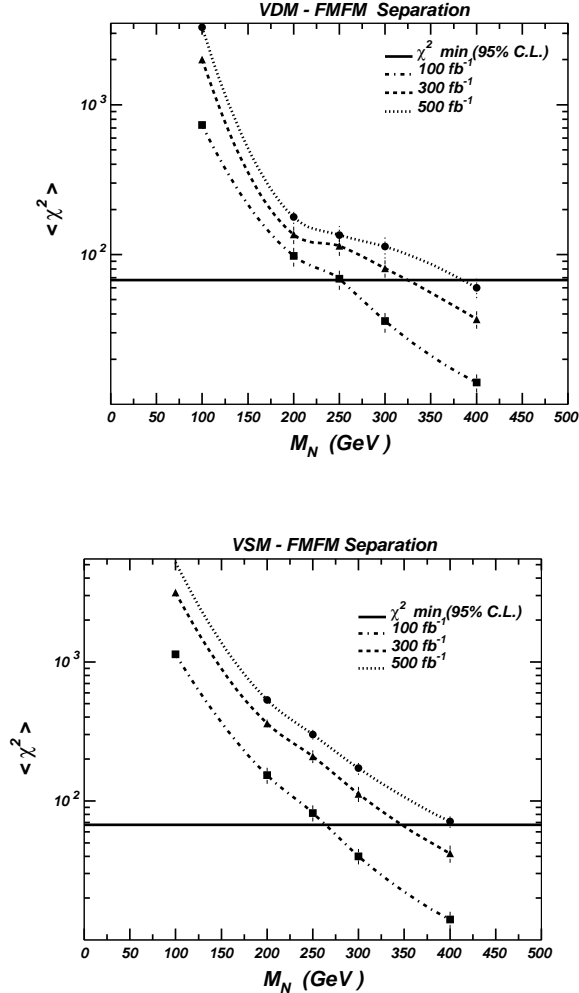 VDM - FMFM Separation
χ² min (95% C.L.)
100 fb⁻¹
300 fb⁻¹
500 fb⁻¹
10³
10²
< χ² >
0 50 100 150 200 250 300 350 400 450 500
M_N (GeV)
VSM - FMFM Separation
χ² min (95% C.L.)
100 fb⁻¹
300 fb⁻¹
500 fb⁻¹
10³
10²
< χ² >
0 50 100 150 200 250 300 350 400 450 500
M_N (GeV)